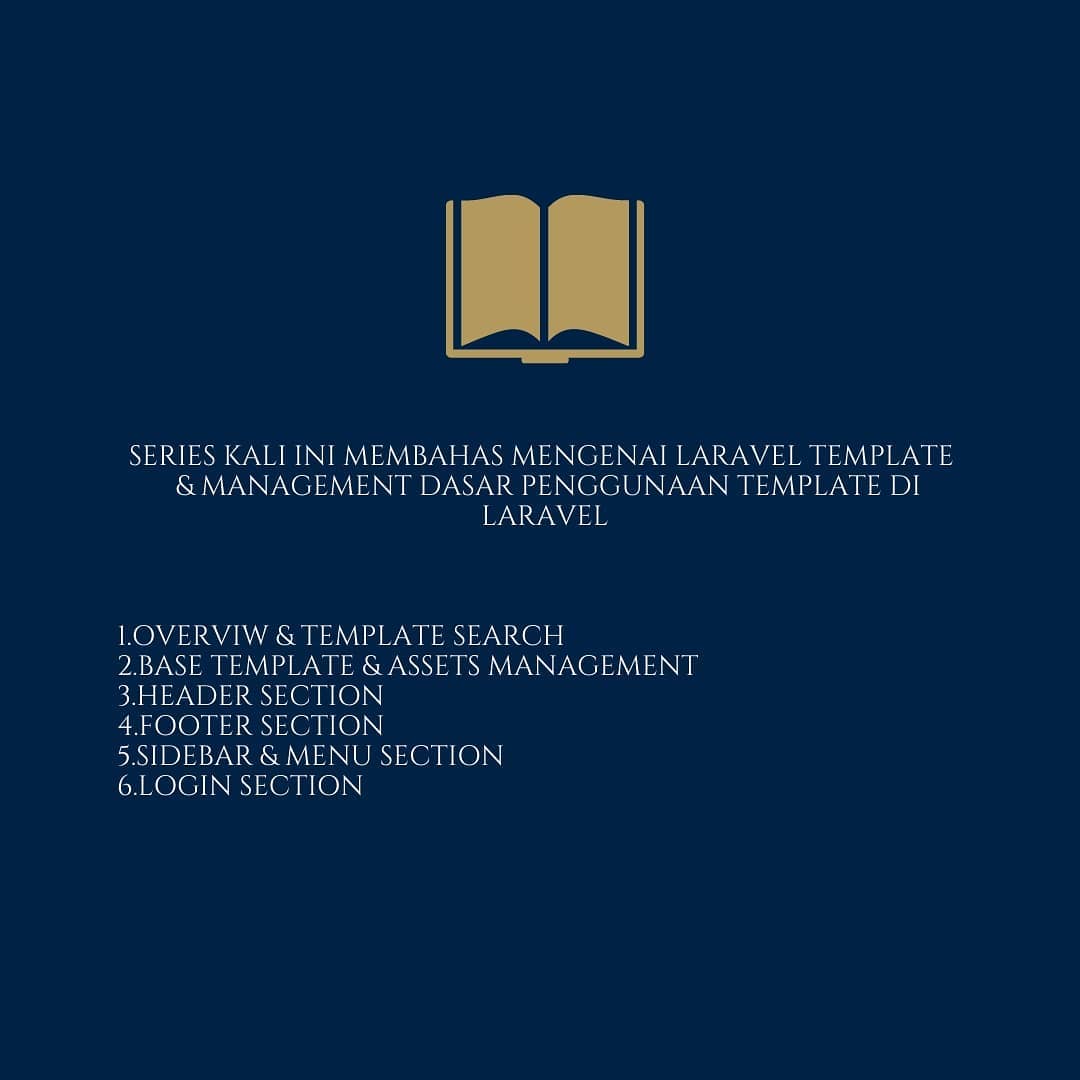 SERIES KALI INI MEMBAHAS MENGENAI LARAVEL TEMPLATE
& MANAGEMENT DASAR PENGGUNAAN TEMPLATE DI
LARAVEL
1.OVERVIW & TEMPLATE SEARCH
2.BASE TEMPLATE & ASSETS MANAGEMENT
3.HEADER SECTION
4.FOOTER SECTION
5.SIDEBAR & MENU SECTION
6.LOGIN SECTION